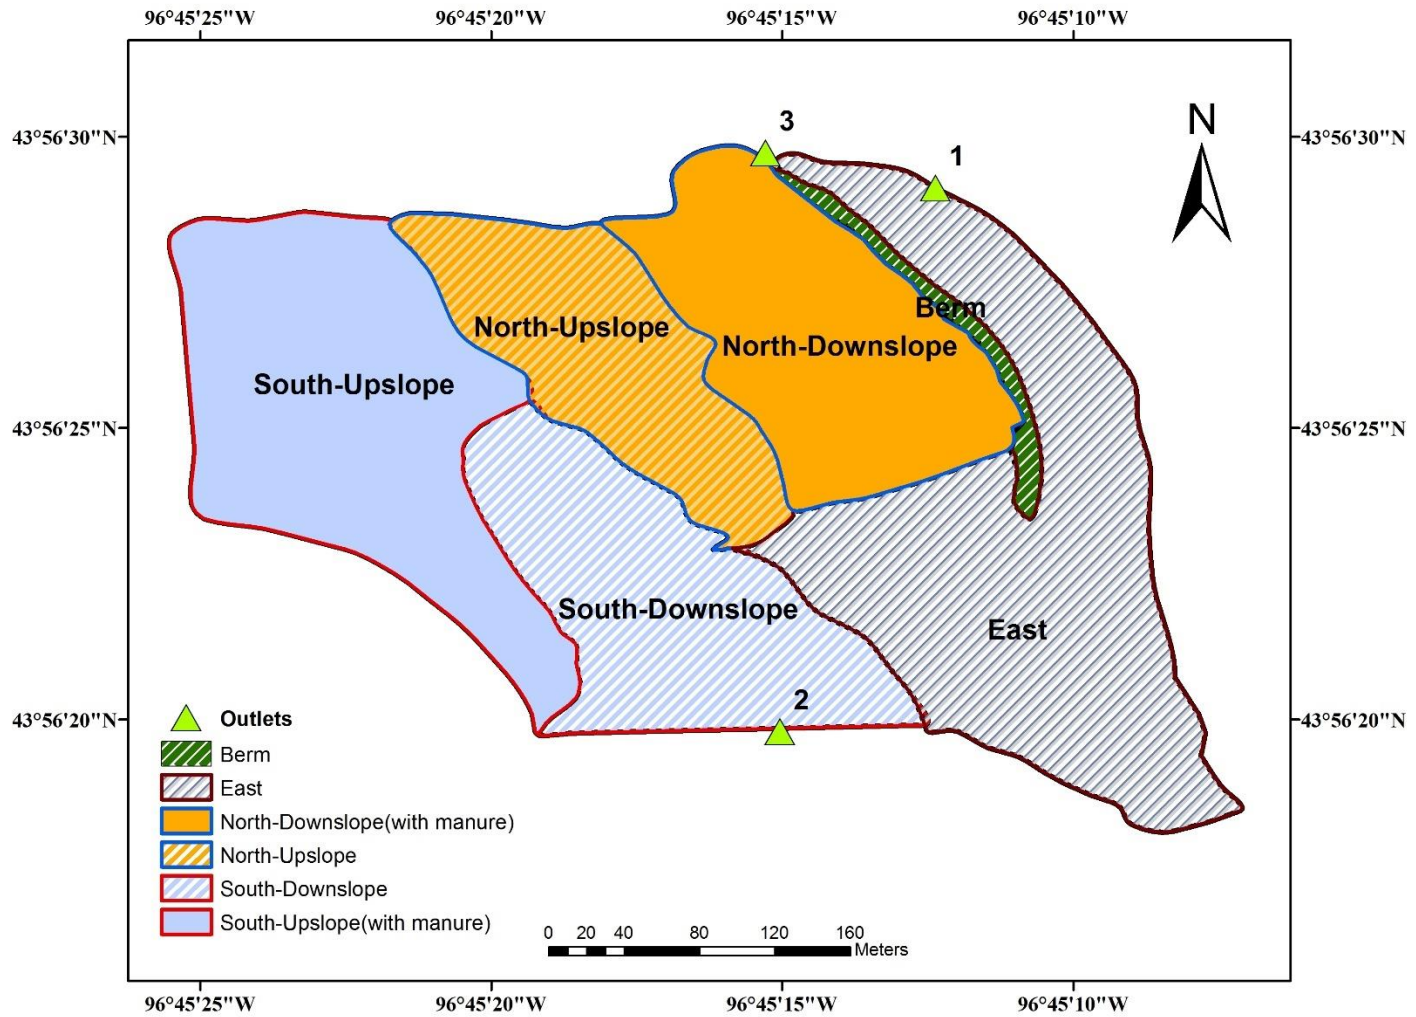 96°45'25"W 96°45'20"W 96°45'15"W 96°45'10"W
43°56'30"N 43°56'30"N
3
1
N
Berm
North-Upslope
North-Downslope
South-Upslope
43°56'25"N 43°56'25"N
South-Downslope
East
2
43°56'20"N 43°56'20"N
Outlets
Berm
East
North-Downslope(with manure)
North-Upslope
South-Downslope
South-Upslope(with manure)
0 20 40 80 120 160
Meters
96°45'25"W 96°45'20"W 96°45'15"W 96°45'10"W